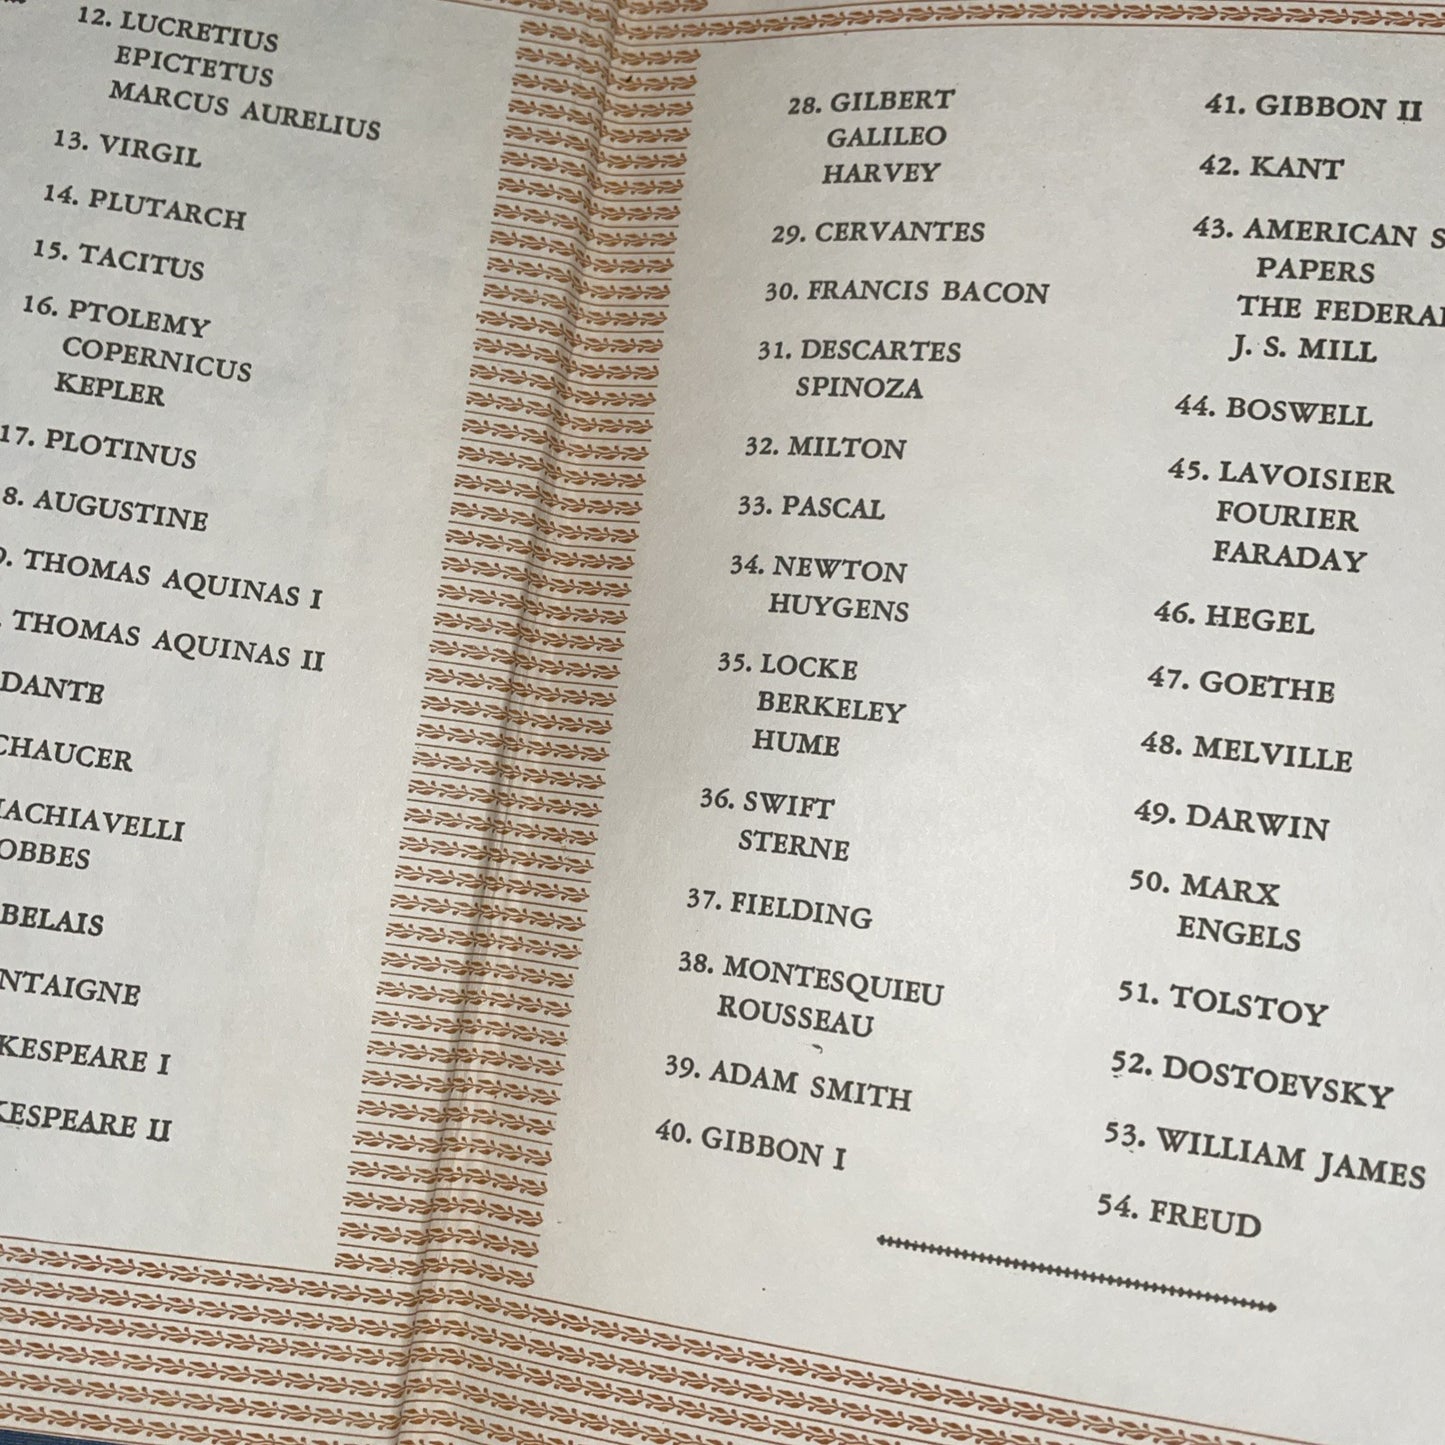 12. LUCRETIUS
EPICTETUS
MARCUS AURELIUS
13. VIRGIL
14. PLUTARCH
15. TACITUS
16. PTOLEMY
COPERNICUS
KEPLER
17. PLOTINUS
8. AUGUSTINE
. THOMAS AQUINAS I
. THOMAS AQUINAS II
DANTE
CHAUCER
ACHIAVELLI
OBBES
BELAIS
NTAIGNE
KESPEARE I
KESPEARE II
28. GILBERT
GALILEO
HARVEY
29. CERVANTES
30. FRANCIS BACON
31. DESCARTES
SPINOZA
32. MILTON
33. PASCAL
34. NEWTON
HUYGENS
35. LOCKE
BERKELEY
HUME
36. SWIFT
STERNE
37. FIELDING
38. MONTESQUIEU
ROUSSEAU
39. ADAM SMITH
40. GIBBON I
41. GIBBON II
42. KANT
43. AMERICAN S
PAPERS
THE FEDERAL
J. S. MILL
44. BOSWELL
45. LAVOISIER
FOURIER
FARADAY
46. HEGEL
47. GOETHE
48. MELVILLE
49. DARWIN
50. MARX
ENGELS
51. TOLSTOY
52. DOSTOEVSKY
53. WILLIAM JAMES
54. FREUD